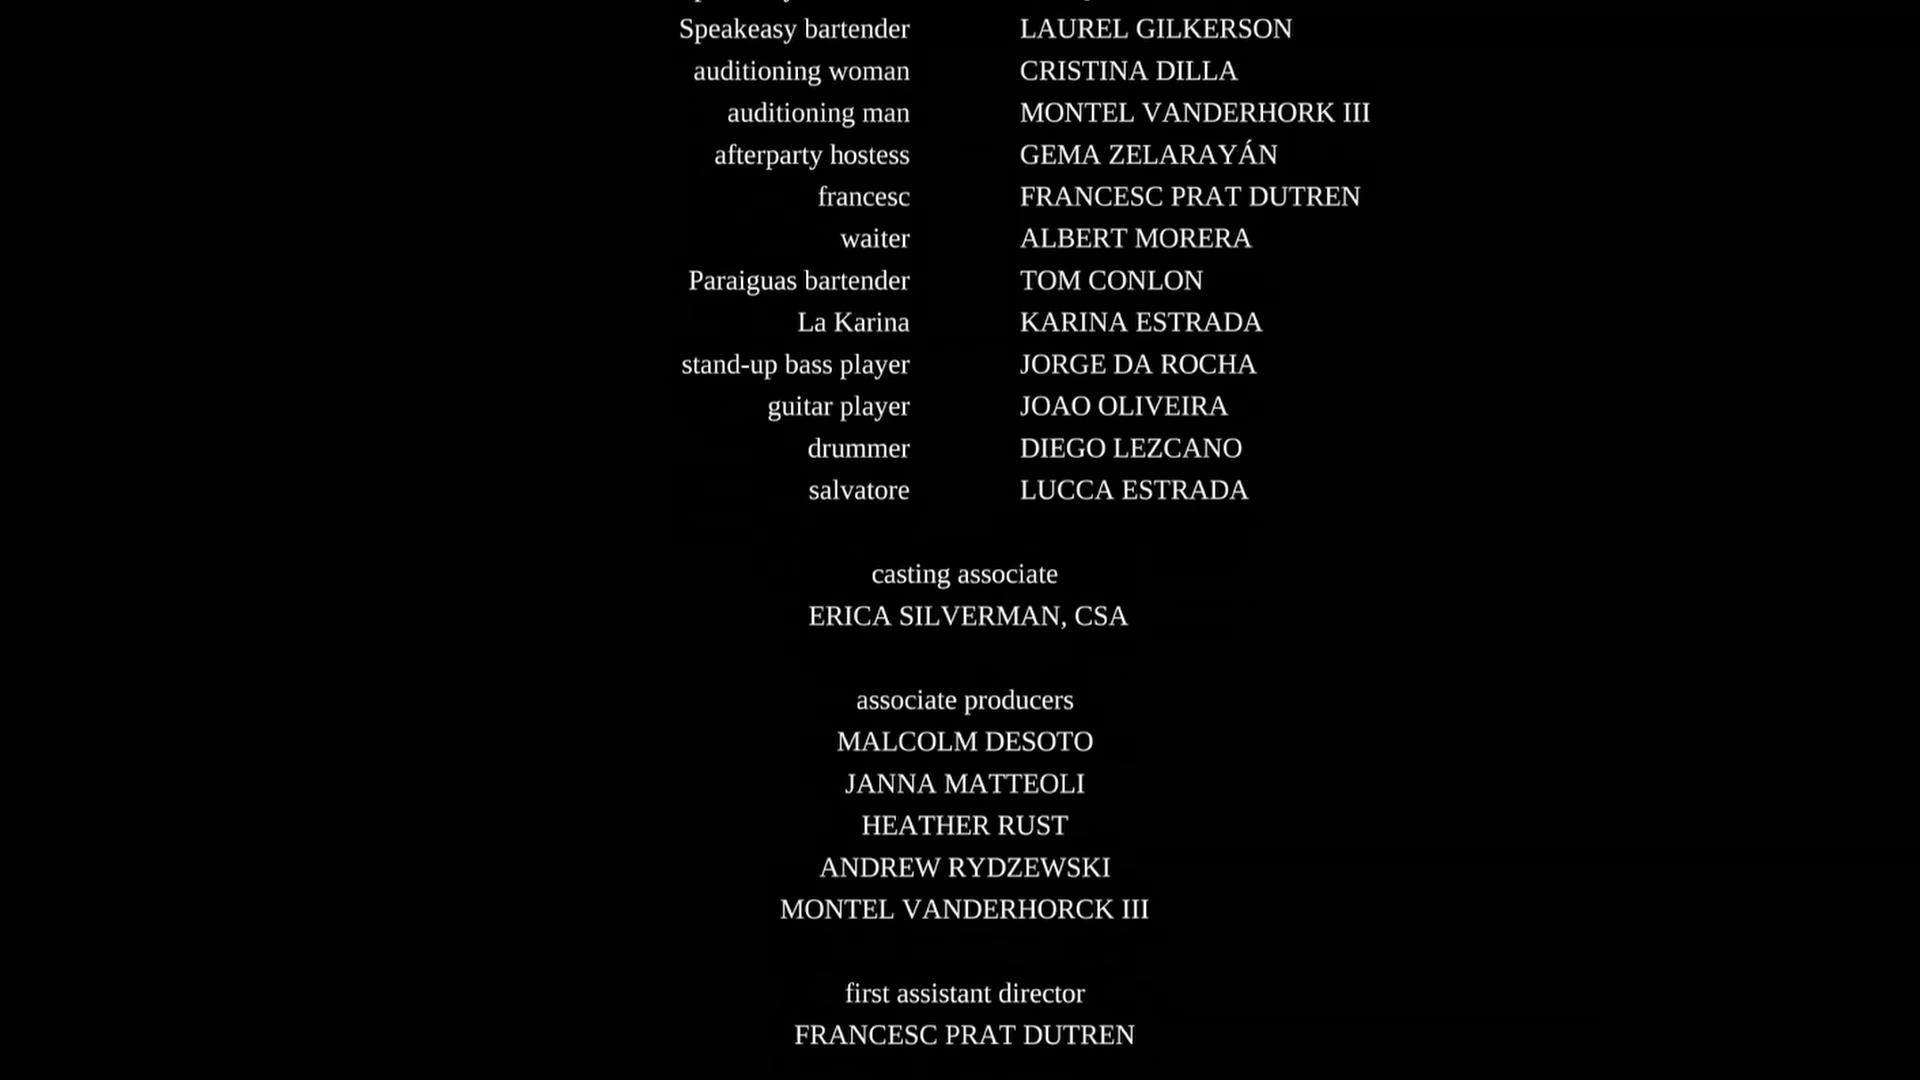 Speakeasy bartender LAUREL GILKERSON
auditioning woman CRISTINA DILLA
auditioning man MONTEL VANDERHORK III
afterparty hostess GEMA ZELARAYÁN
francesc FRANCESC PRAT DUTREN
waiter ALBERT MORERA
Paraiguas bartender TOM CONLON
La Karina KARINA ESTRADA
stand-up bass player JORGE DA ROCHA
guitar player JOAO OLIVEIRA
drummer DIEGO LEZCANO
salvatore LUCCA ESTRADA
casting associate
ERICA SILVERMAN, CSA
associate producers
MALCOLM DESOTO
JANNA MATTEOLI
HEATHER RUST
ANDREW RYDZEWSKI
MONTEL VANDERHORCK III
first assistant director
FRANCESC PRAT DUTREN